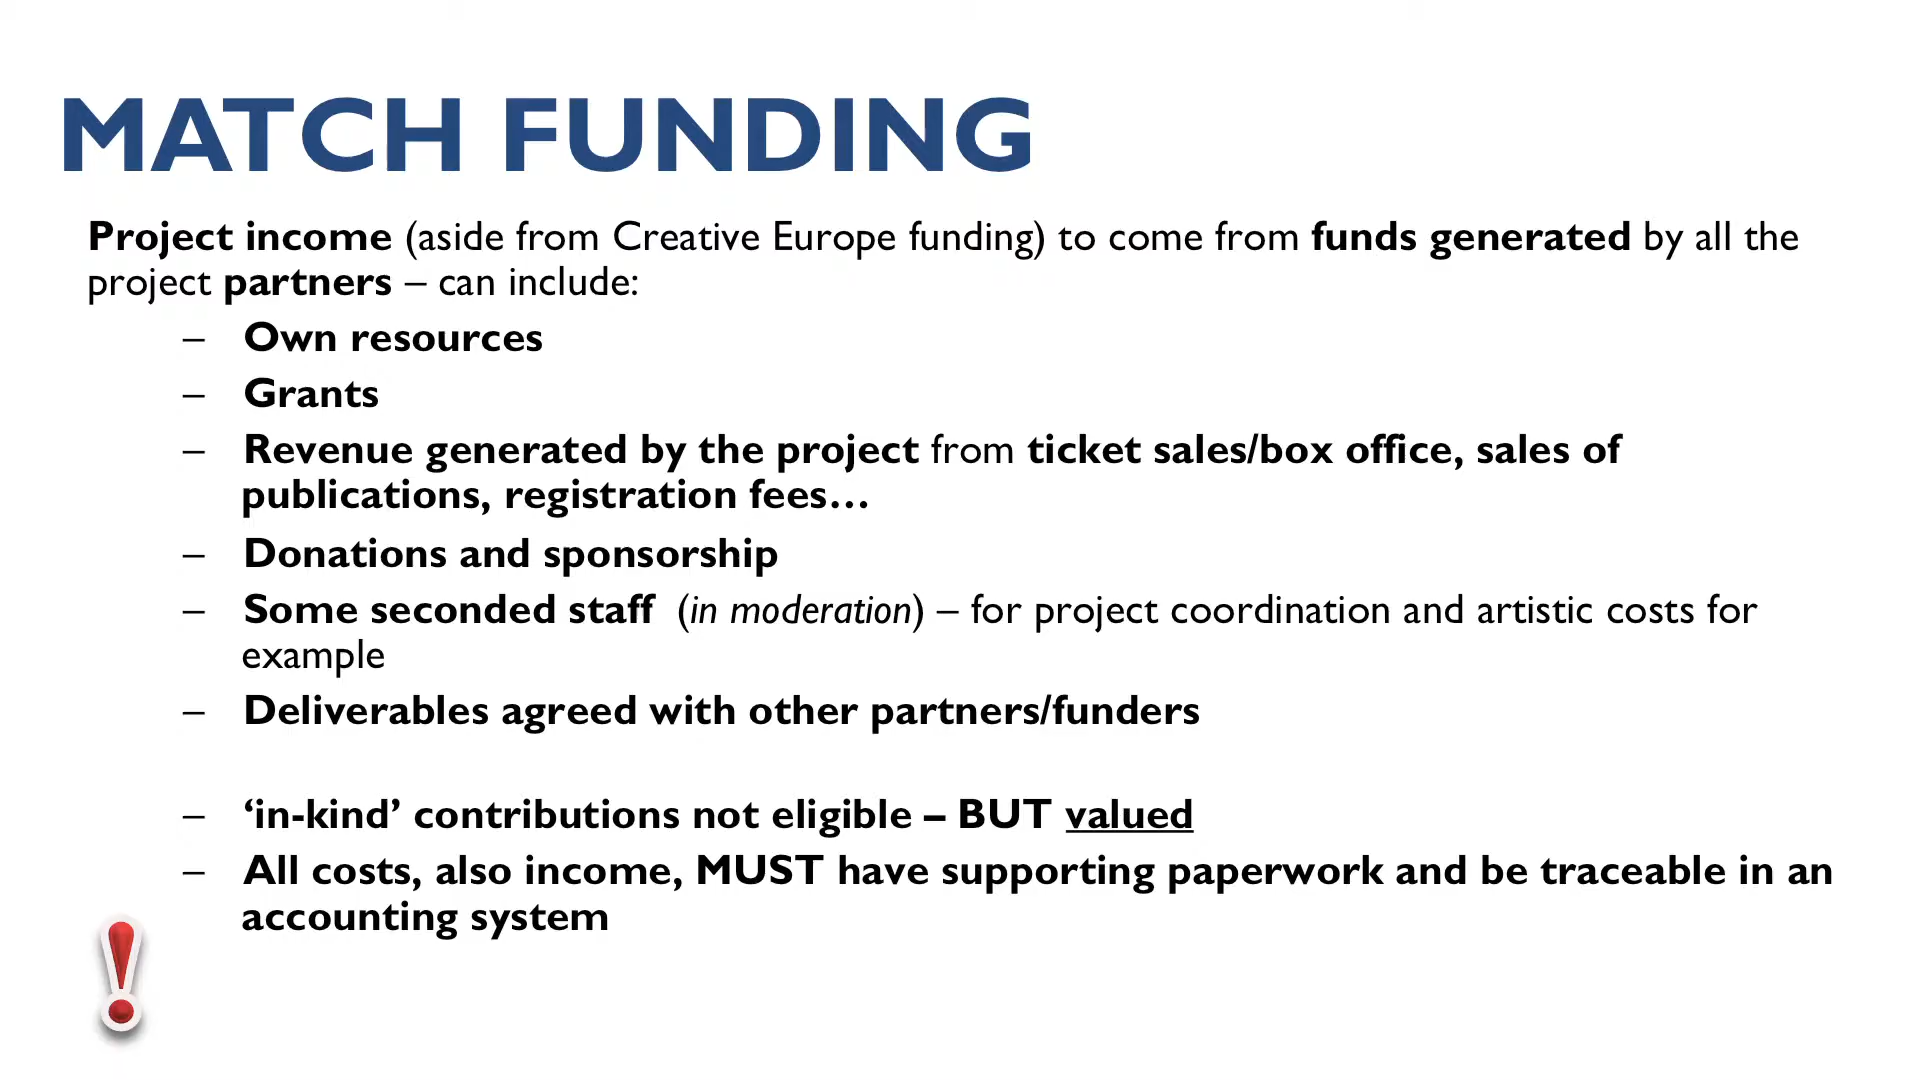 MATCH FUNDING
Project income (aside from Creative Europe funding) to come from funds generated by all the
project partners – can include:
– Own resources
– Grants
– Revenue generated by the project from ticket sales/box office, sales of
publications, registration fees…
– Donations and sponsorship
– Some seconded staff (in moderation) – for project coordination and artistic costs for
example
– Deliverables agreed with other partners/funders
– ‘in-kind’ contributions not eligible – BUT valued
– All costs, also income, MUST have supporting paperwork and be traceable in an
accounting system